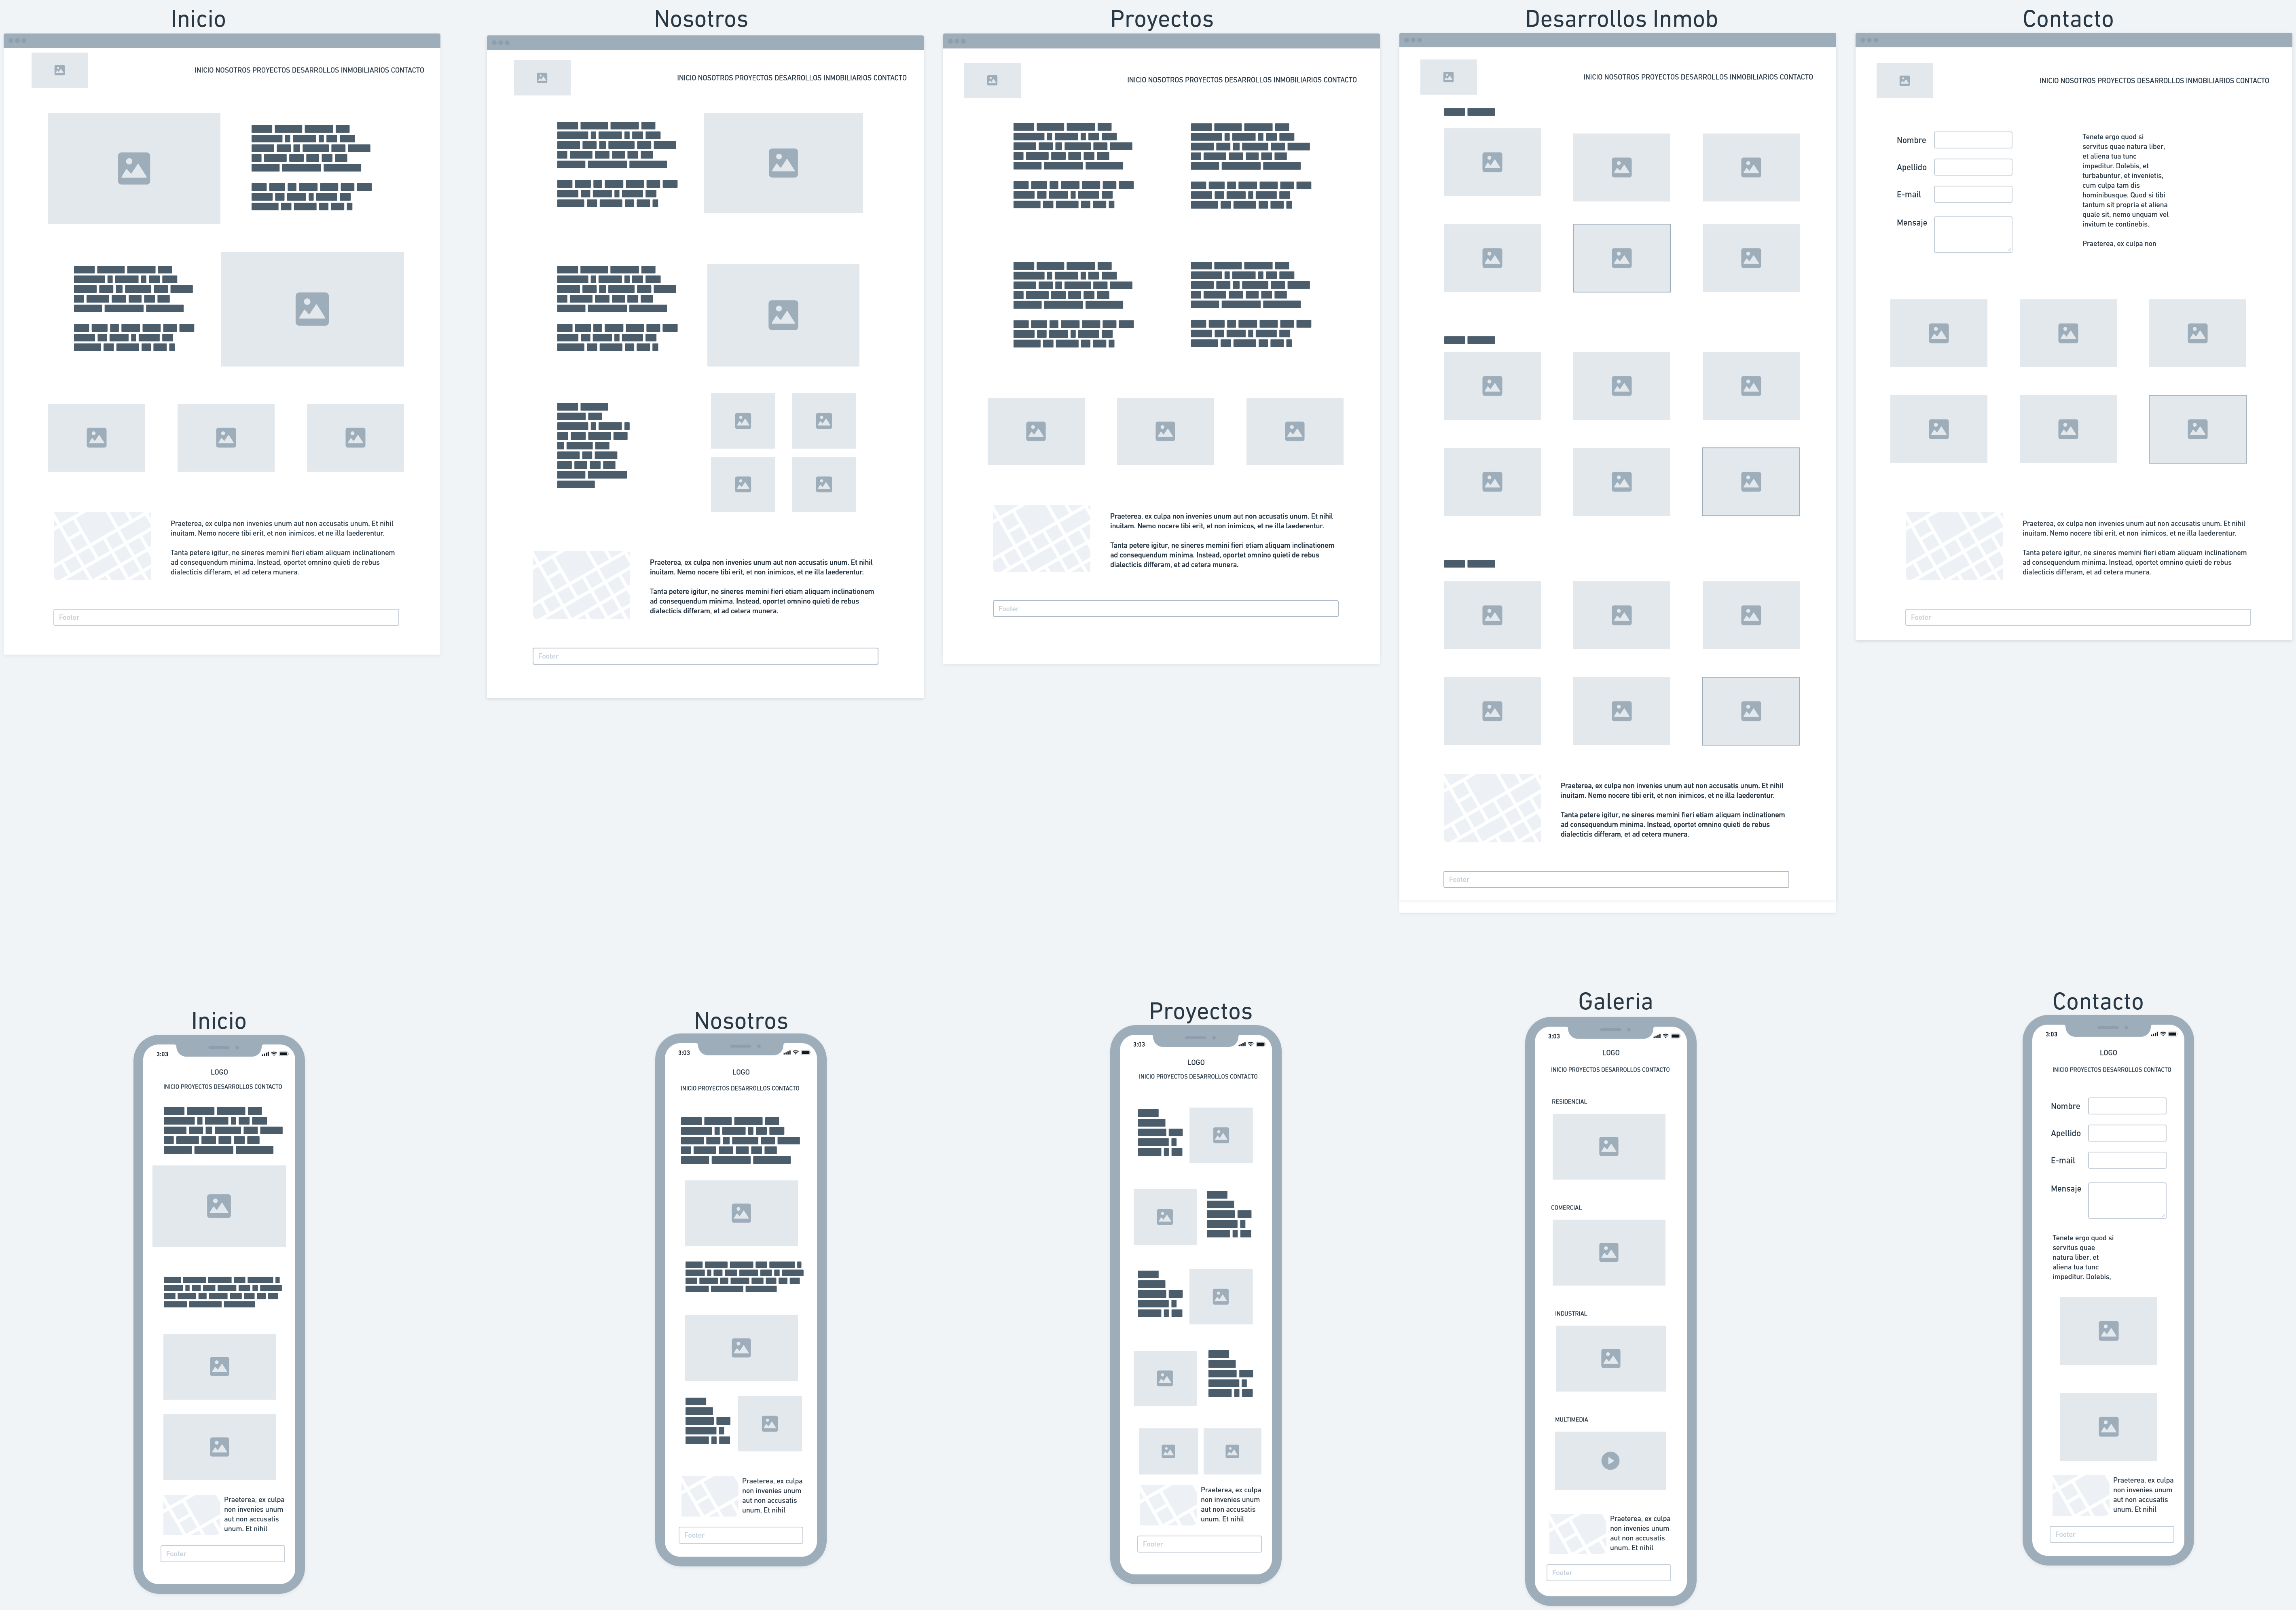 Inicio
INICIO NOSOTROS PROYECTOS DESARROLLOS INMOBILIARIOS CONTACTO
Praeterea, ex culpa non invenies unum aut non accusatis unum. Et nihil
inuitam. Nemo nocere tibi erit, et non inimicos, et ne illa laederentur.
Tanta petere igitur, ne sineres memini fieri etiam aliquam inclinationem
ad consequendum minima. Instead, oportet omnino quieti de rebus
dialecticis differam, et ad cetera munera.
Footer
Nosotros
INICIO NOSOTROS PROYECTOS DESARROLLOS INMOBILIARIOS CONTACTO
Praeterea, ex culpa non invenies unum aut non accusatis unum. Et nihil
inuitam. Nemo nocere tibi erit, et non inimicos, et ne illa laederentur.
Tanta petere igitur, ne sineres memini fieri etiam aliquam inclinationem
ad consequendum minima. Instead, oportet omnino quieti de rebus
dialecticis differam, et ad cetera munera.
Footer
Proyectos
INICIO NOSOTROS PROYECTOS DESARROLLOS INMOBILIARIOS CONTACTO
Praeterea, ex culpa non invenies unum aut non accusatis unum. Et nihil
inuitam. Nemo nocere tibi erit, et non inimicos, et ne illa laederentur.
Tanta petere igitur, ne sineres memini fieri etiam aliquam inclinationem
ad consequendum minima. Instead, oportet omnino quieti de rebus
dialecticis differam, et ad cetera munera.
Footer
Desarrollos Inmob
INICIO NOSOTROS PROYECTOS DESARROLLOS INMOBILIARIOS CONTACTO
Praeterea, ex culpa non invenies unum aut non accusatis unum. Et nihil
inuitam. Nemo nocere tibi erit, et non inimicos, et ne illa laederentur.
Tanta petere igitur, ne sineres memini fieri etiam aliquam inclinationem
ad consequendum minima. Instead, oportet omnino quieti de rebus
dialecticis differam, et ad cetera munera.
Footer
Contacto
INICIO NOSOTROS PROYECTOS DESARROLLOS INMOBILIARIOS CONTACTO
Nombre
Apellido
E-mail
Mensaje
Tenete ergo quod si
servitus quae natura liber,
et aliena tua tunc
impeditur. Dolebis, et
turbabuntur, et invenietis,
cum culpa tam dis
hominibusque. Quod si tibi
tantum sit propria et aliena
quale sit, nemo unquam vel
invitum te continebis.
Praeterea, ex culpa non
Praeterea, ex culpa non invenies unum aut non accusatis unum. Et nihil
inuitam. Nemo nocere tibi erit, et non inimicos, et ne illa laederentur.
Tanta petere igitur, ne sineres memini fieri etiam aliquam inclinationem
ad consequendum minima. Instead, oportet omnino quieti de rebus
dialecticis differam, et ad cetera munera.
Footer
Inicio
3:03
LOGO
INICIO PROYECTOS DESARROLLOS CONTACTO
Praeterea, ex culpa
non invenies unum
aut non accusatis
unum. Et nihil
Footer
Nosotros
3:03
LOGO
INICIO PROYECTOS DESARROLLOS CONTACTO
Praeterea, ex culpa
non invenies unum
aut non accusatis
unum. Et nihil
Footer
Proyectos
3:03
LOGO
INICIO PROYECTOS DESARROLLOS CONTACTO
Praeterea, ex culpa
non invenies unum
aut non accusatis
unum. Et nihil
Footer
Galeria
3:03
LOGO
INICIO PROYECTOS DESARROLLOS CONTACTO
RESIDENCIAL
COMERCIAL
INDUSTRIAL
MULTIMEDIA
Praeterea, ex culpa
non invenies unum
aut non accusatis
unum. Et nihil
Footer
Contacto
3:03
LOGO
INICIO PROYECTOS DESARROLLOS CONTACTO
Nombre
Apellido
E-mail
Mensaje
Tenete ergo quod si
servitus quae
natura liber, et
aliena tua tunc
impeditur. Dolebis,
Praeterea, ex culpa
non invenies unum
aut non accusatis
unum. Et nihil
Footer